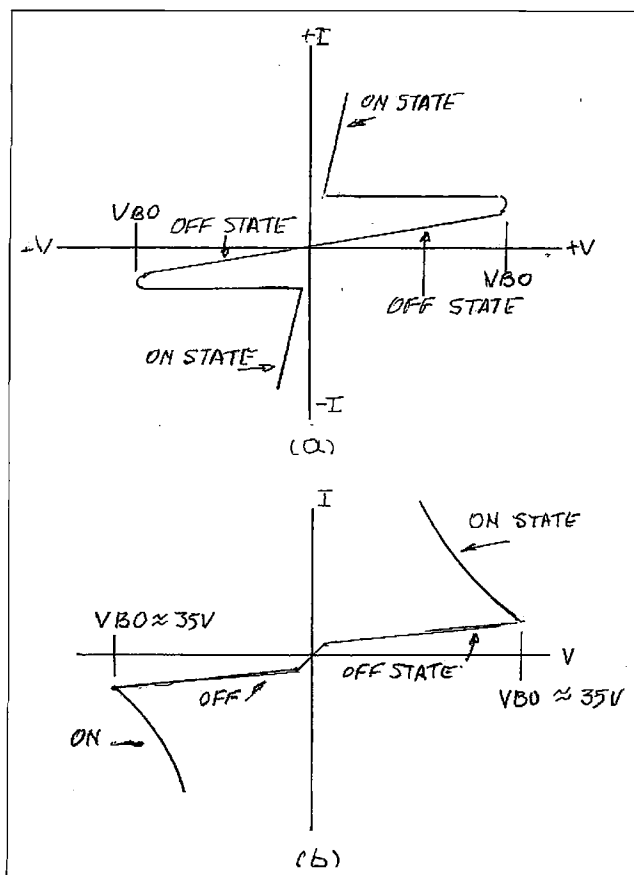 +I
ON STATE
VBO
OFF STATE
+V
+V
VBO
OFF STATE
ON STATE
-I
(a)
I
ON STATE
VBO ≈ 35V
V
OFF STATE
OFF
VBO ≈ 35V
ON
(b)